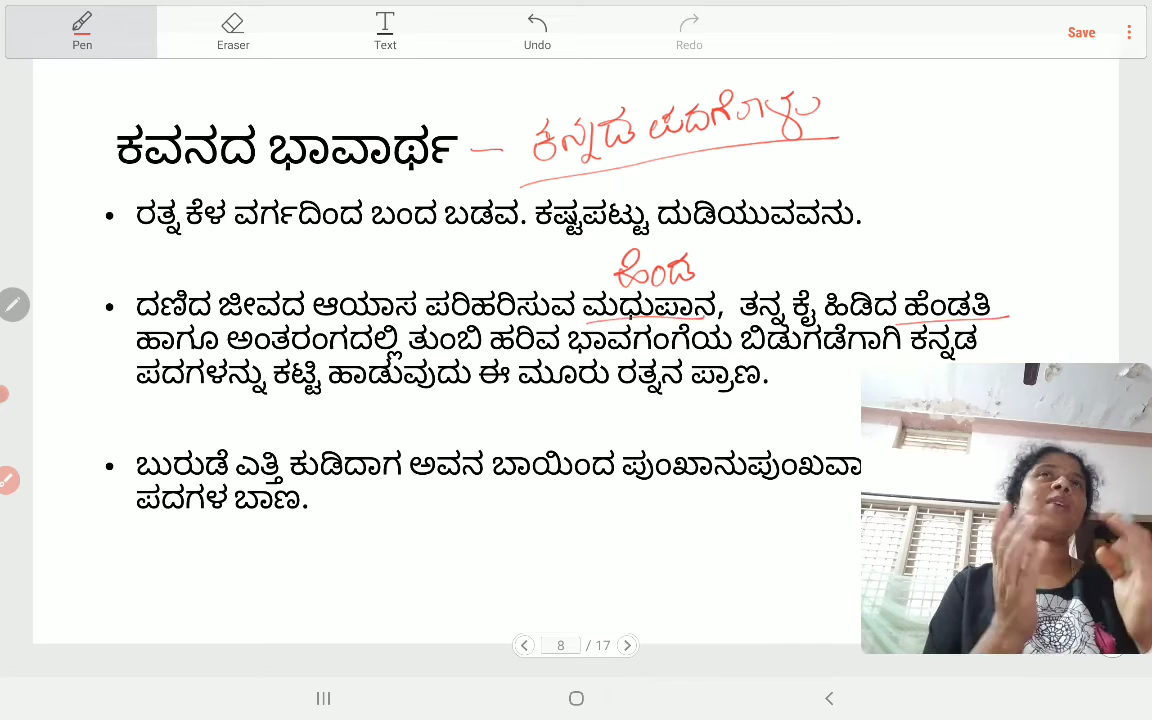 Pen Eraser Text Undo Redo Save
ಕವನದ ಭಾವಾರ್ಥ – ಕನ್ನಡ ಪದಗೊಳು
• ರತ್ನ ಕೆಳ ವರ್ಗದಿಂದ ಬಂದ ಬಡವ. ಕಷ್ಟಪಟ್ಟು ದುಡಿಯುವವನು.
ಹೆಂಡ
• ದಣಿದ ಜೀವದ ಆಯಾಸ ಪರಿಹರಿಸುವ ಮಧುಪಾನ, ತನ್ನ ಕೈ ಹಿಡಿದ ಹೆಂಡತಿ
ಹಾಗೂ ಅಂತರಂಗದಲ್ಲಿ ತುಂಬಿ ಹರಿವ ಭಾವಗಂಗೆಯ ಬಿಡುಗಡೆಗಾಗಿ ಕನ್ನಡ
ಪದಗಳನ್ನು ಕಟ್ಟಿ ಹಾಡುವುದು ಈ ಮೂರು ರತ್ನನ ಪ್ರಾಣ.
• ಬುರುಡೆ ಎತ್ತಿ ಕುಡಿದಾಗ ಅವನ ಬಾಯಿಂದ ಪುಂಖಾನುಪುಂಖವಾ
ಪದಗಳ ಬಾಣ.
8 / 17